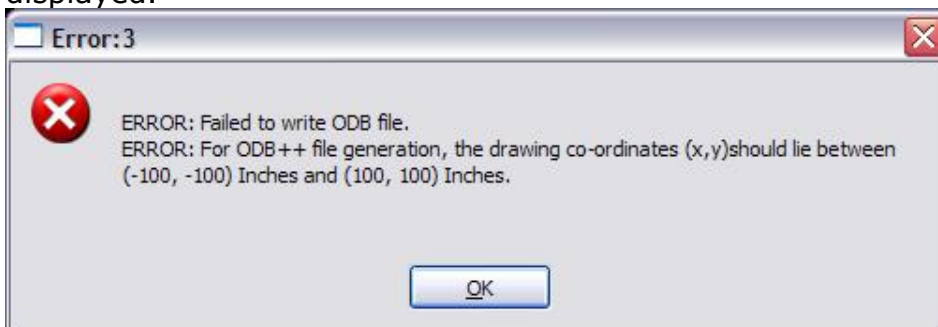 displayed.
Error:3
ERROR: Failed to write ODB file.
ERROR: For ODB++ file generation, the drawing co-ordinates (x,y)should lie between
(-100, -100) Inches and (100, 100) Inches.
OK